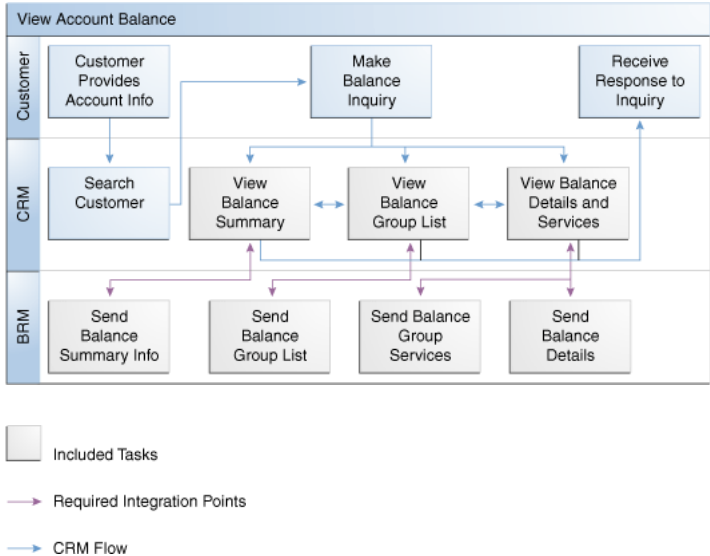 View Account Balance
Customer
Customer
Provides
Account Info
Make
Balance
Inquiry
Receive
Response to
Inquiry
CRM
Search
Customer
View
Balance
Summary
View
Balance
Group List
View Balance
Details and
Services
BRM
Send
Balance
Summary Info
Send
Balance
Group List
Send Balance
Group
Services
Send
Balance
Details
Included Tasks
Required Integration Points
CRM Flow